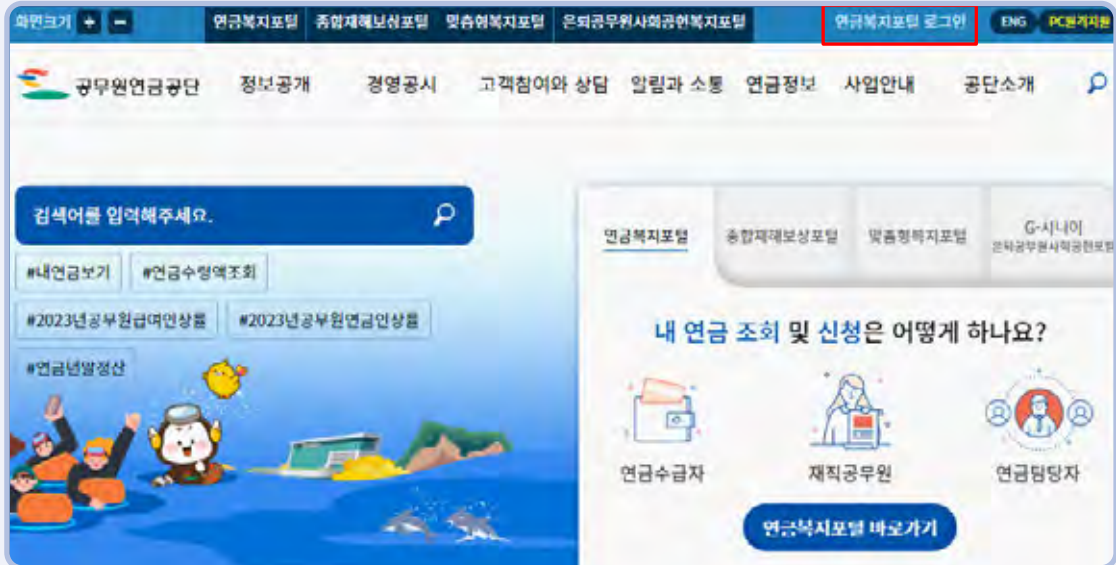 화면크기 + − 연금복지포털 종합재해보상포털 맞춤형복지포털 은퇴공무원사회공헌복지포털 연금복지포털 로그인 ENG PC원격지원
공무원연금공단 정보공개 경영공시 고객참여와 상담 알림과 소통 연금정보 사업안내 공단소개
검색어를 입력해주세요.
#내연금보기 #연금수령액조회
#2023년공무원급여인상률 #2023년공무원연금인상률
#연금년말정산
연금복지포털 종합재해보상포털 맞춤형복지포털 G-시니어
은퇴공무원사회공헌포털
내 연금 조회 및 신청은 어떻게 하나요?
연금수급자 재직공무원 연금담당자
연금복지포털 바로가기